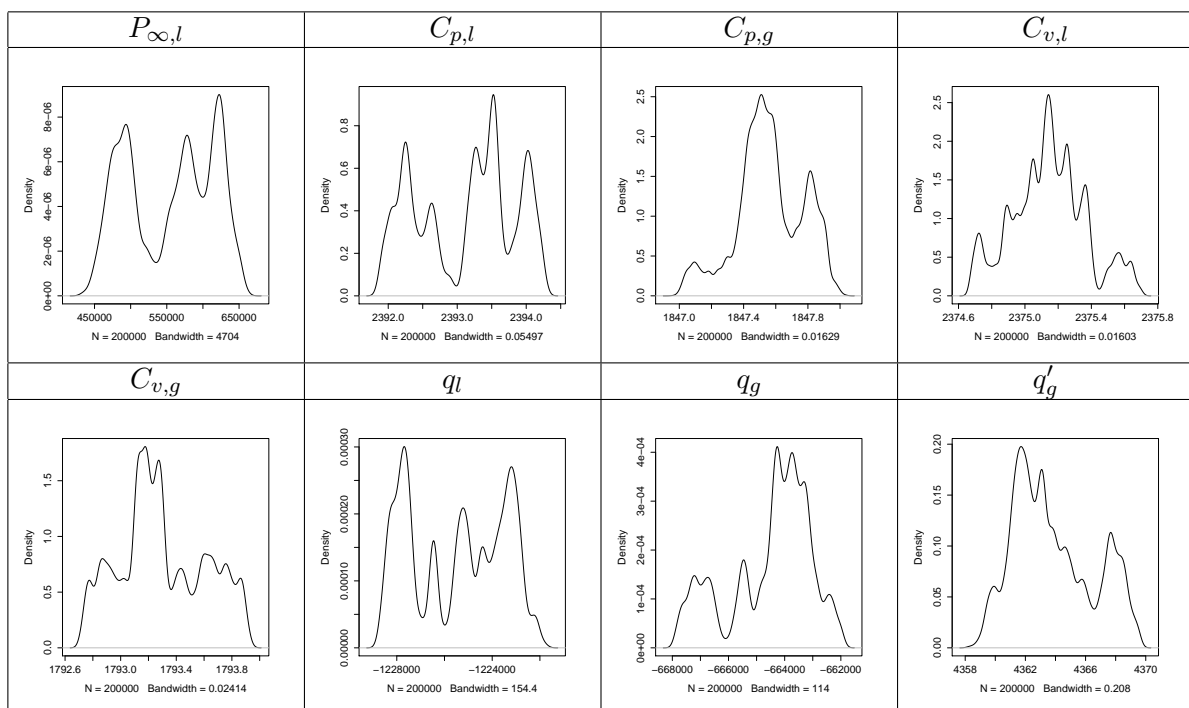 P∞,l C_p,l C_p,g C_v,l
Density
0e+00 2e-06 4e-06 6e-06 8e-06
450000 550000 650000
N = 200000 Bandwidth = 4704
Density
0.0 0.2 0.4 0.6 0.8
2392.0 2393.0 2394.0
N = 200000 Bandwidth = 0.05497
Density
0.0 0.5 1.0 1.5 2.0 2.5
1847.0 1847.4 1847.8
N = 200000 Bandwidth = 0.01629
Density
0.0 0.5 1.0 1.5 2.0 2.5
2374.6 2375.0 2375.4 2375.8
N = 200000 Bandwidth = 0.01603
C_v,g q_l q_g q′_g
Density
0.0 0.5 1.0 1.5
1792.6 1793.0 1793.4 1793.8
N = 200000 Bandwidth = 0.02414
Density
0.00000 0.00010 0.00020 0.00030
−1228000 −1224000
N = 200000 Bandwidth = 154.4
Density
0e+00 1e-04 2e-04 3e-04 4e-04
−668000 −666000 −664000 −662000
N = 200000 Bandwidth = 114
Density
0.00 0.05 0.10 0.15 0.20
4358 4362 4366 4370
N = 200000 Bandwidth = 0.208